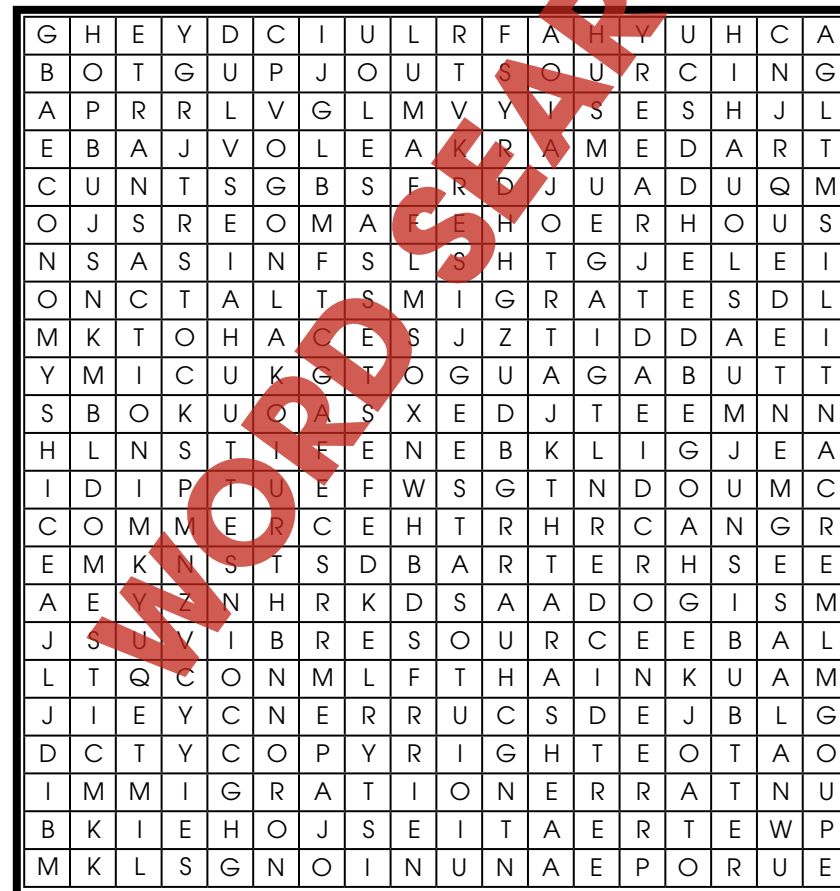 G H E Y D C I U L R F A H Y U H C A
B O T G U P J O U T S O U R C I N G
A P R R L V G L M V Y I S E S H J L
E B A J V O L E A K R A M E D A R T
C U N T S G B S E R D J U A D U Q M
O J S R E O M A F E H O E R H O U S
N S A S I N F S L S H T G J E L E I
O N C T A L T S M I G R A T E S D L
M K T O H A C E S J Z T I D D A E I
Y M I C U K G T O G U A G A B U T T
S B O K U O A S X E D J T E E M N N
H L N S T I F E N E B K L I G J E A
I D I P T U E F W S G T N D O U M C
C O M M E R C E H T R H R C A N G R
E M K N S T S D B A R T E R H S E E
A E Y Z N H R K D S A A D O G I S M
J S U V I B R E S O U R C E E B A L
L T Q C O N M L F T H A I N K U A M
J I E Y C N E R R U C S D E J B L G
D C T Y C O P Y R I G H T E O T A O
I M M I G R A T I O N E R R A T N U
B K I E H O J S E I T A E R T E W P
M K L S G N O I N U N A E P O R U E
WORD SEAR